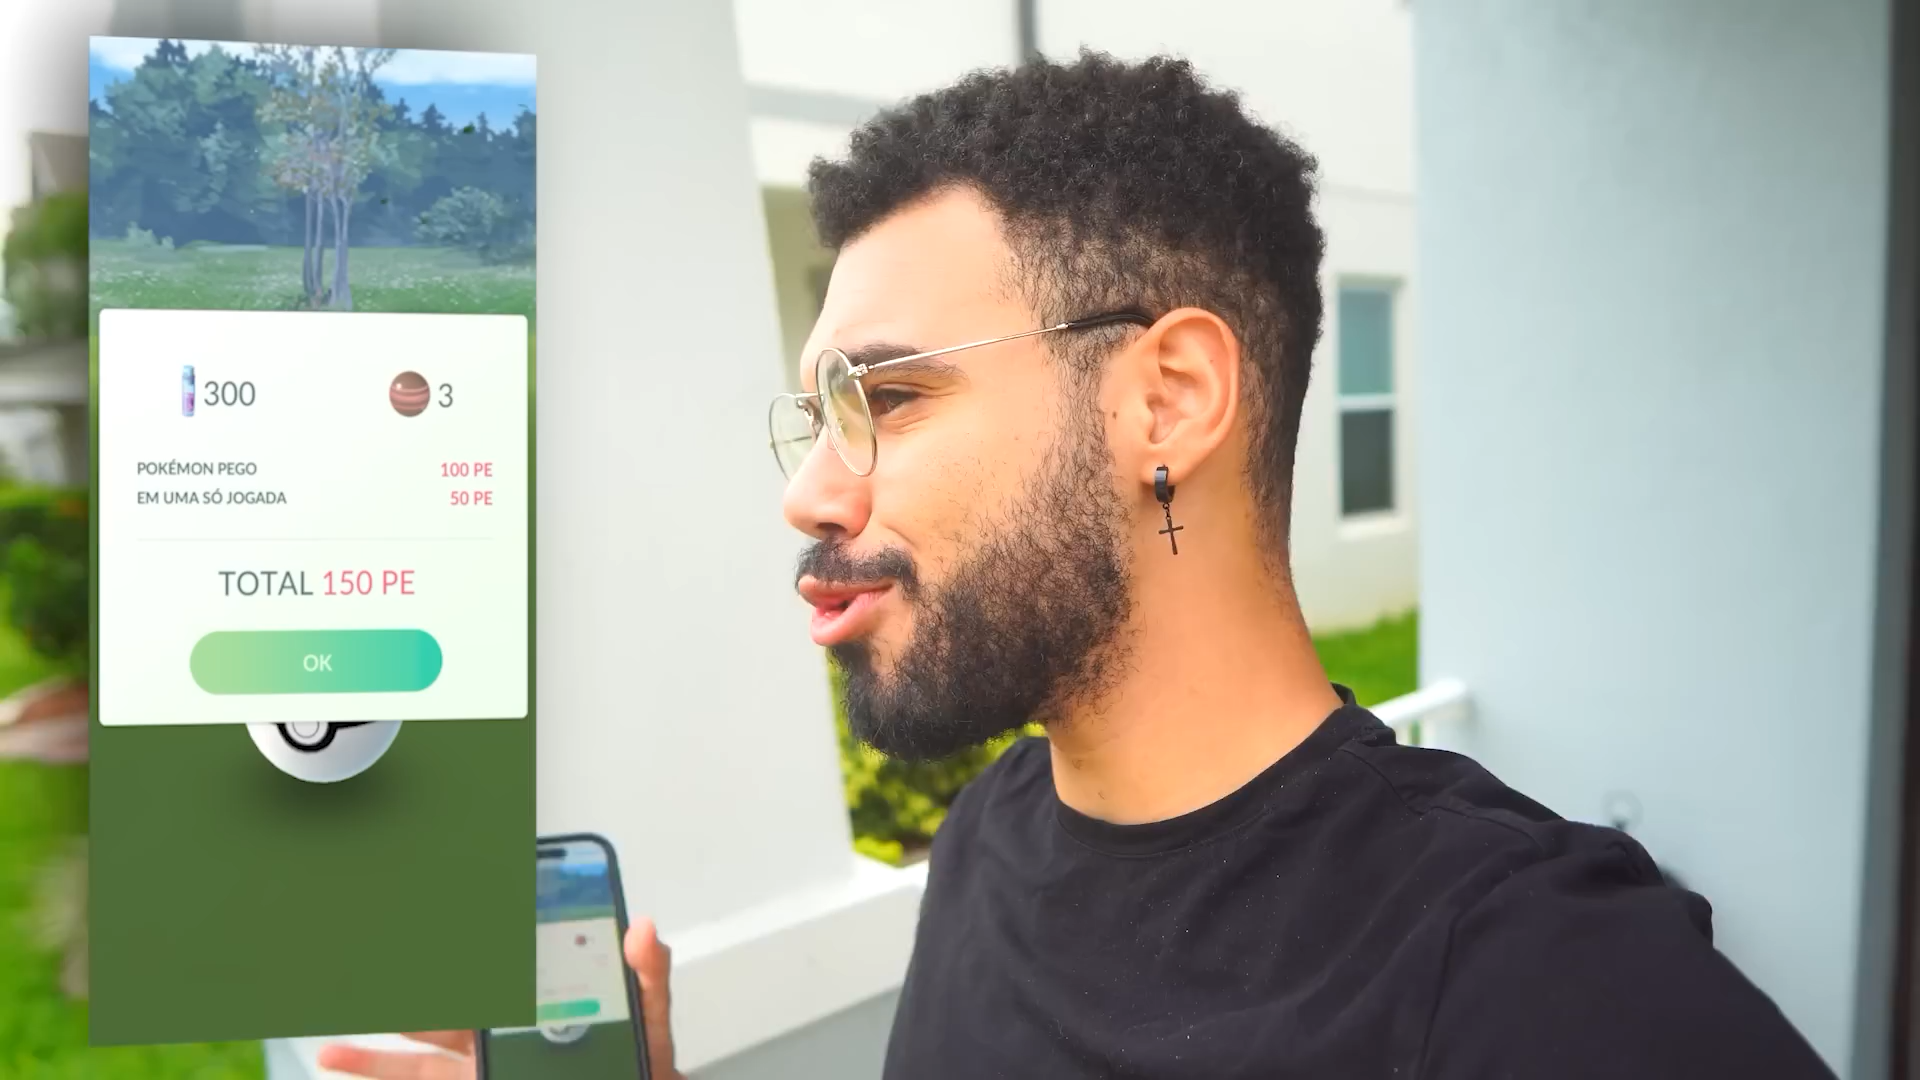 300
3
POKÉMON PEGO 100 PE
EM UMA SÓ JOGADA 50 PE
TOTAL 150 PE
OK